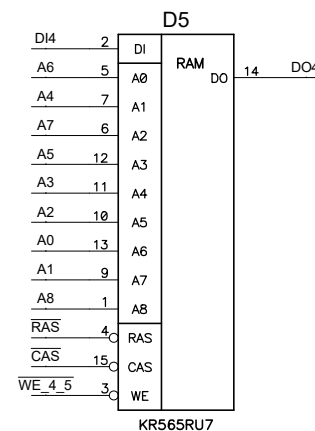 D5
DI4 2 DI RAM
A6 5 A0 DO 14 DO4
A4 7 A1
A7 6 A2
A5 12 A3
A3 11 A4
A2 10 A5
A0 13 A6
A1 9 A7
A8 1 A8
RAS 4 RAS
CAS 15 CAS
WE_4_5 3 WE
KR565RU7